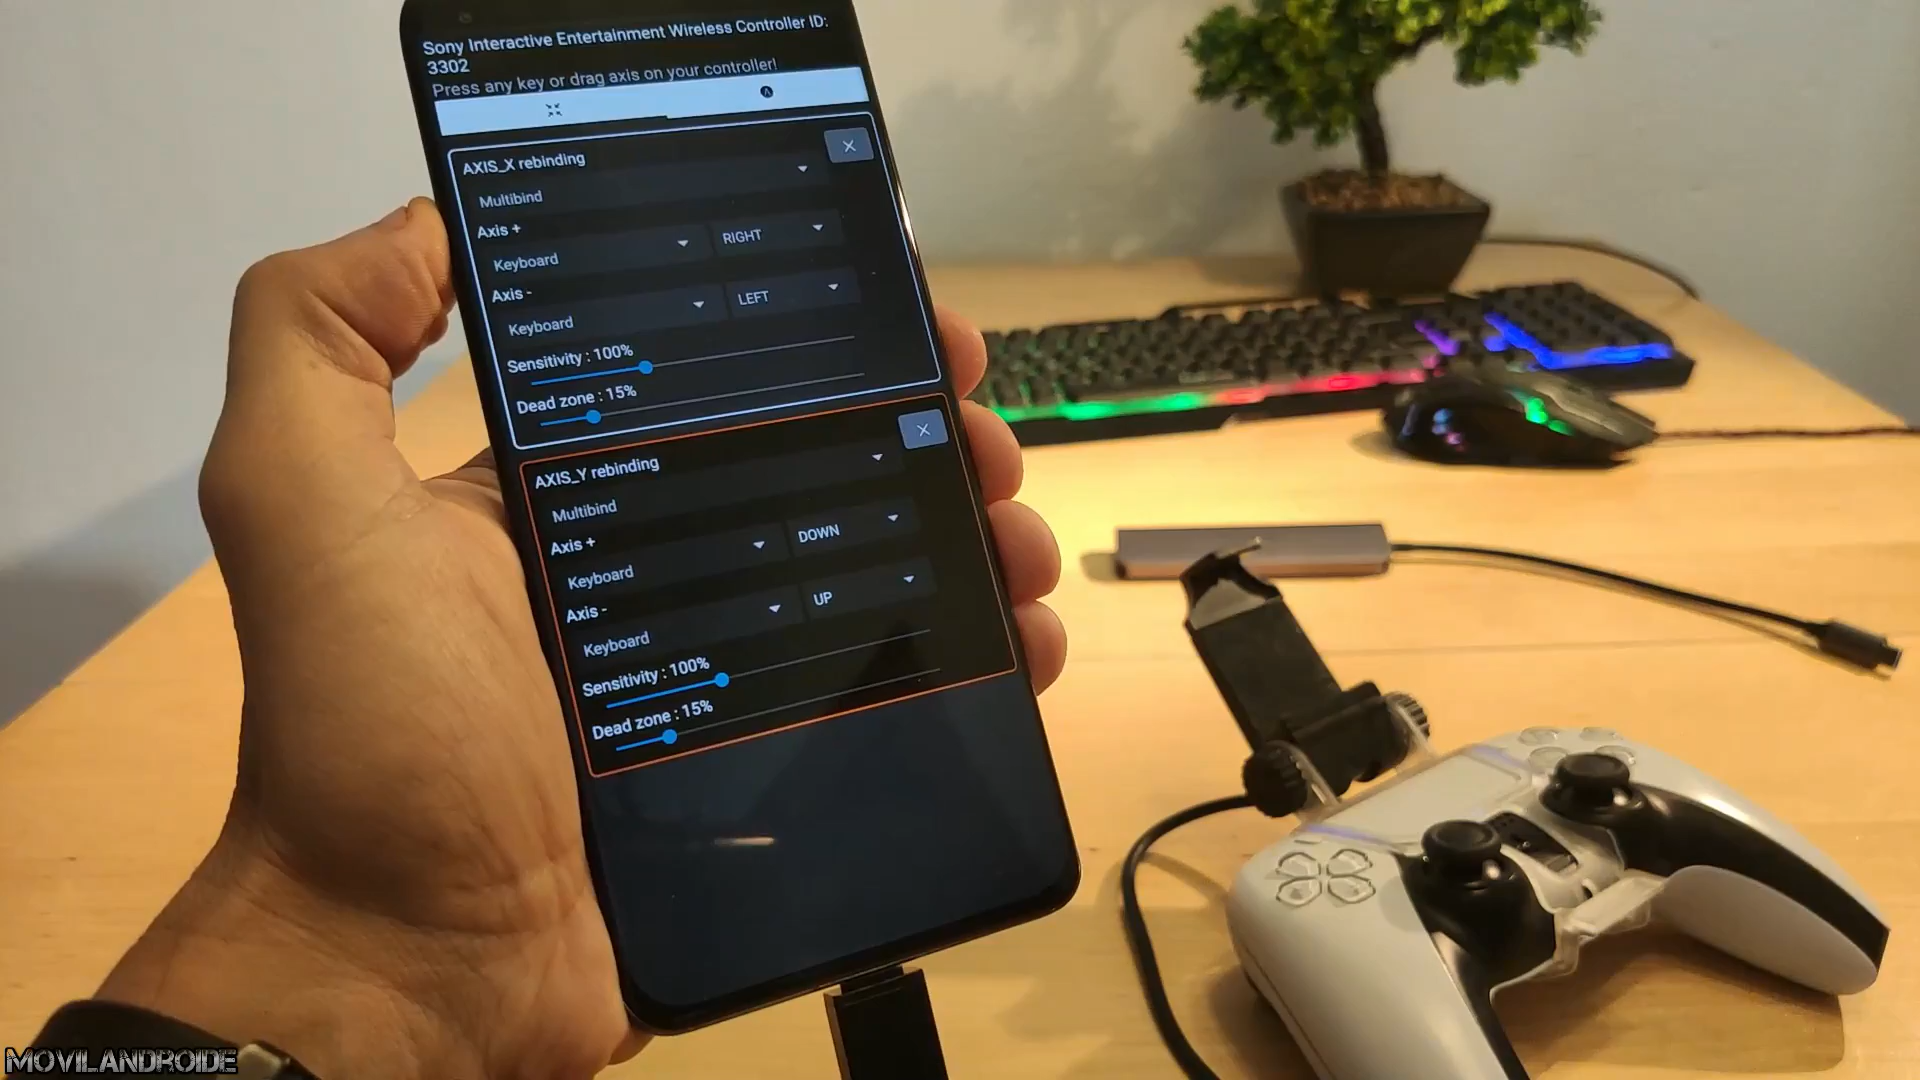 Sony Interactive Entertainment Wireless Controller ID:
3302
Press any key or drag axis on your controller!
AXIS_X rebinding
Multibind
Axis +
Keyboard
RIGHT
Axis -
Keyboard
LEFT
Sensitivity : 100%
Dead zone : 15%
AXIS_Y rebinding
Multibind
Axis +
Keyboard
DOWN
Axis -
Keyboard
UP
Sensitivity : 100%
Dead zone : 15%
MOVILANDROIDE